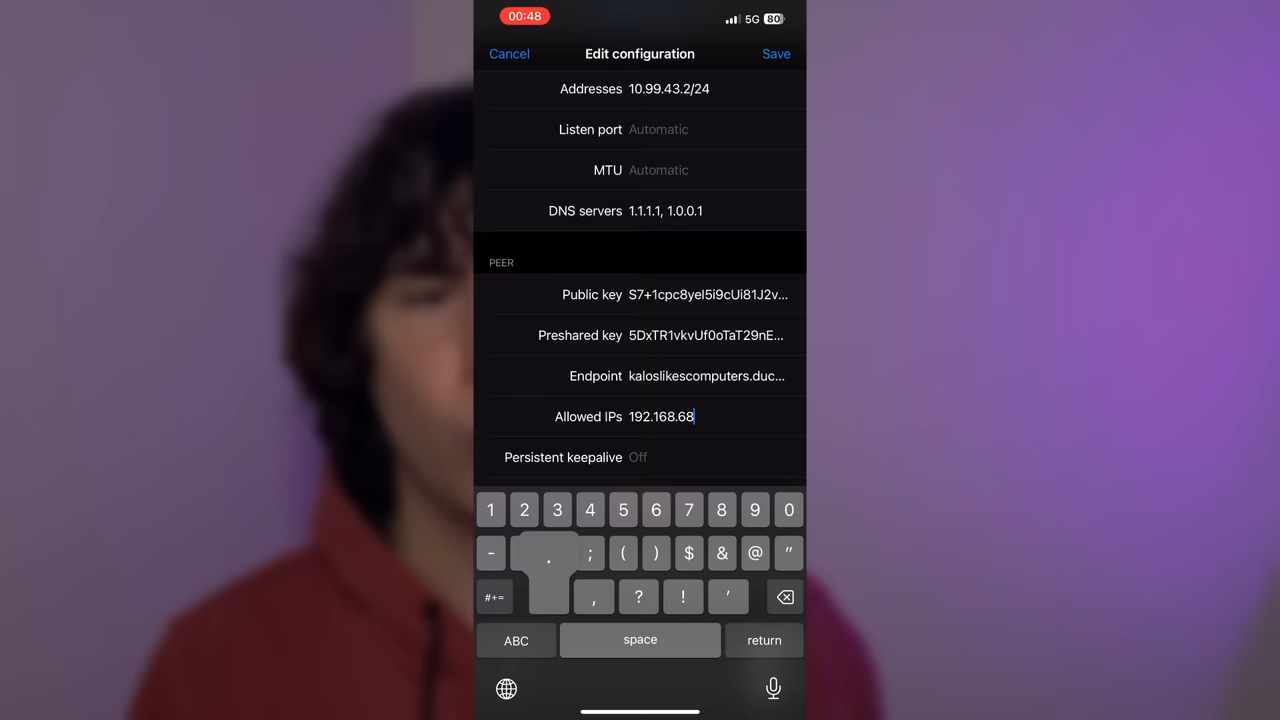 00:48
5G 80
Cancel Edit configuration Save
Addresses 10.99.43.2/24
Listen port Automatic
MTU Automatic
DNS servers 1.1.1.1, 1.0.0.1
PEER
Public key S7+1cpc8yeI5i9cUi81J2v...
Preshared key 5DxTR1vkvUf0oTaT29nE...
Endpoint kaloslikescomputers.duc...
Allowed IPs 192.168.68
Persistent keepalive Off
1 2 3 4 5 6 7 8 9 0
- . ; ( ) $ & @ "
#+= , ? ! '
ABC space return